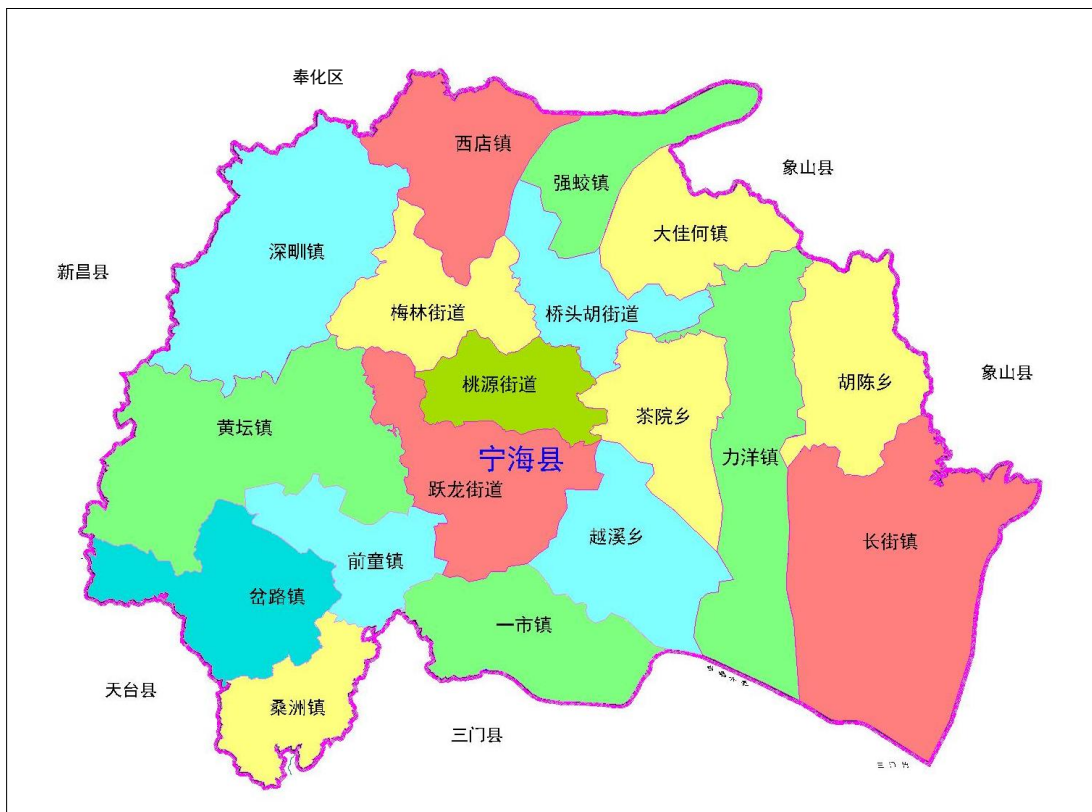 奉化区
西店镇
强蛟镇
象山县
大佳何镇
深甽镇
新昌县
梅林街道
桥头胡街道
桃源街道
胡陈乡
象山县
茶院乡
黄坛镇
宁海县
力洋镇
跃龙街道
越溪乡
长街镇
前童镇
岔路镇
一市镇
天台县
桑洲镇
三门县